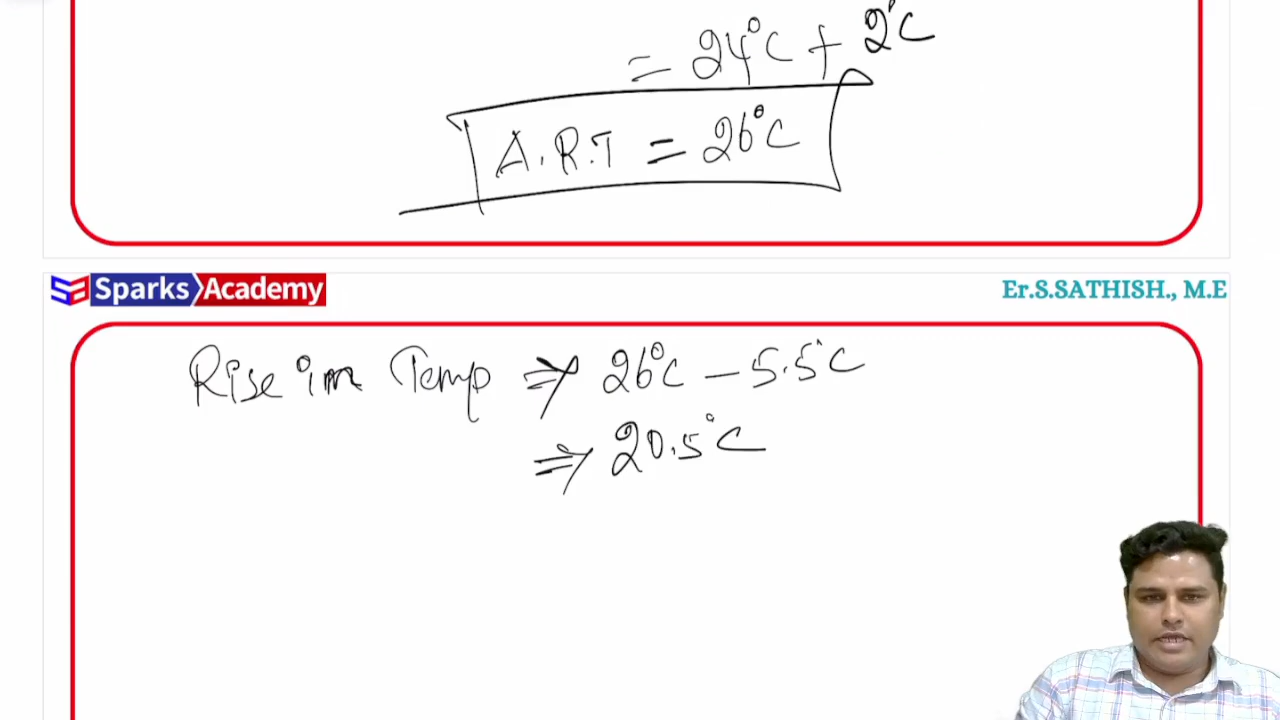 = 24°C + 2°C
A.R.T = 26°C
Sparks Academy
Er.S.SATHISH., M.E
Rise in Temp ⇒ 26°C – 5.5°C
⇒ 20.5°C